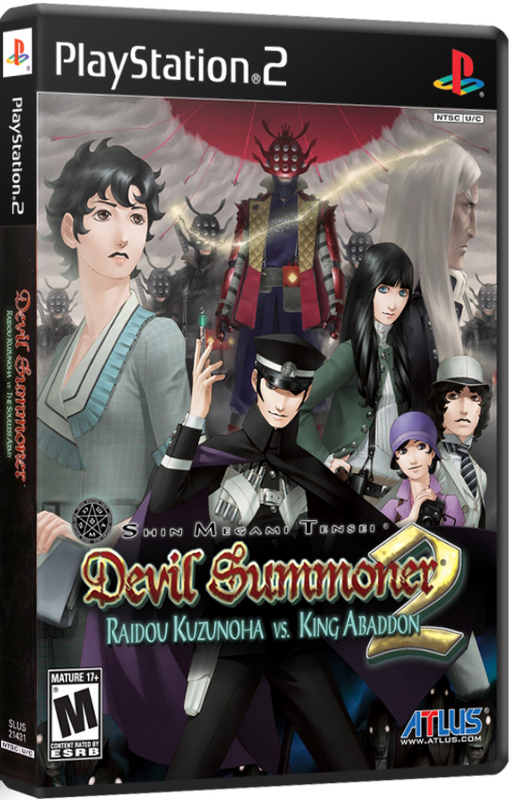 PlayStation®2
NTSC U/C
PlayStation®2
Devil Summoner
RAIDOU KUZUNOHA VS. THE SOULLESS ARMY
SLUS
21431
NTSC U/C
SHIN MEGAMI TENSEI®
Devil Summoner® 2
RAIDOU KUZUNOHA VS. KING ABADDON
MATURE 17+
M
CONTENT RATED BY
ESRB
ATLUS
WWW.ATLUS.COM